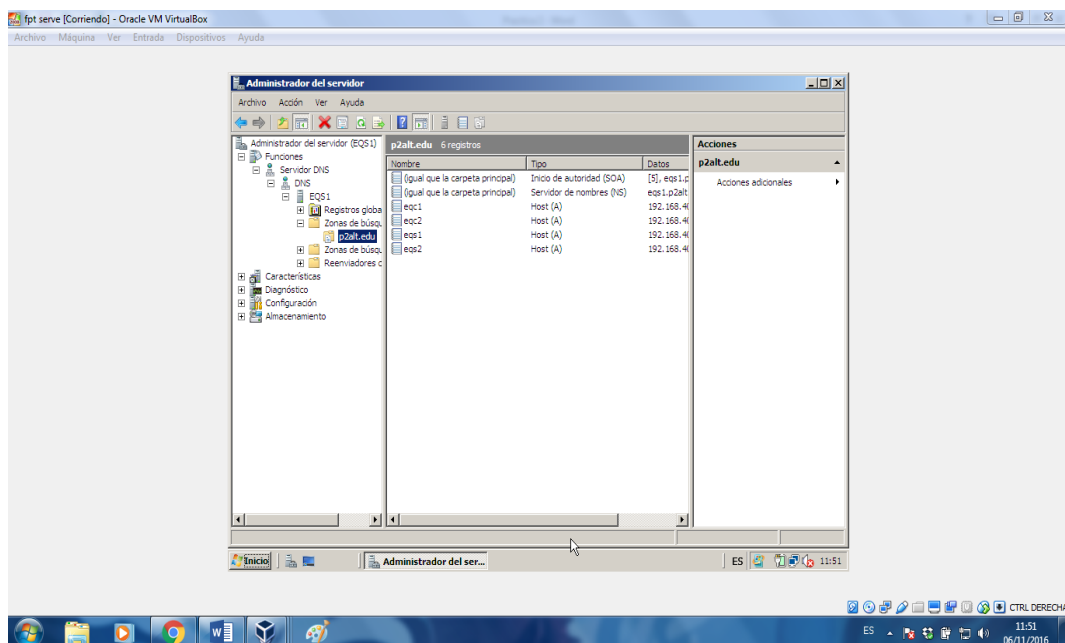 fpt serve [Corriendo] - Oracle VM VirtualBox
Archivo Máquina Ver Entrada Dispositivos Ayuda
Administrador del servidor
Archivo Acción Ver Ayuda
Administrador del servidor (EQS1)
Funciones
Servidor DNS
DNS
EQS1
Registros globa
Zonas de búsqu
p2alt.edu
Zonas de búsqu
Reenviadores c
Características
Diagnóstico
Configuración
Almacenamiento
p2alt.edu 6 registros
Nombre Tipo Datos
(igual que la carpeta principal) Inicio de autoridad (SOA) [5], eqs1.p
(igual que la carpeta principal) Servidor de nombres (NS) eqs1.p2alt
eqc1 Host (A) 192.168.40
eqc2 Host (A) 192.168.40
eqs1 Host (A) 192.168.40
eqs2 Host (A) 192.168.40
Acciones
p2alt.edu
Acciones adicionales
Inicio Administrador del ser... ES 11:51
CTRL DERECHA
ES 11:51
06/11/2016